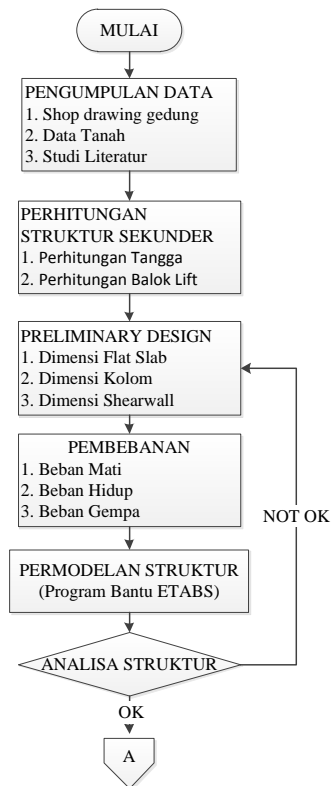 MULAI
PENGUMPULAN DATA
1. Shop drawing gedung
2. Data Tanah
3. Studi Literatur
PERHITUNGAN
STRUKTUR SEKUNDER
1. Perhitungan Tangga
2. Perhitungan Balok Lift
PRELIMINARY DESIGN
1. Dimensi Flat Slab
2. Dimensi Kolom
3. Dimensi Shearwall
PEMBEBANAN
1. Beban Mati
2. Beban Hidup
3. Beban Gempa
NOT OK
PERMODELAN STRUKTUR
(Program Bantu ETABS)
ANALISA STRUKTUR
OK
A